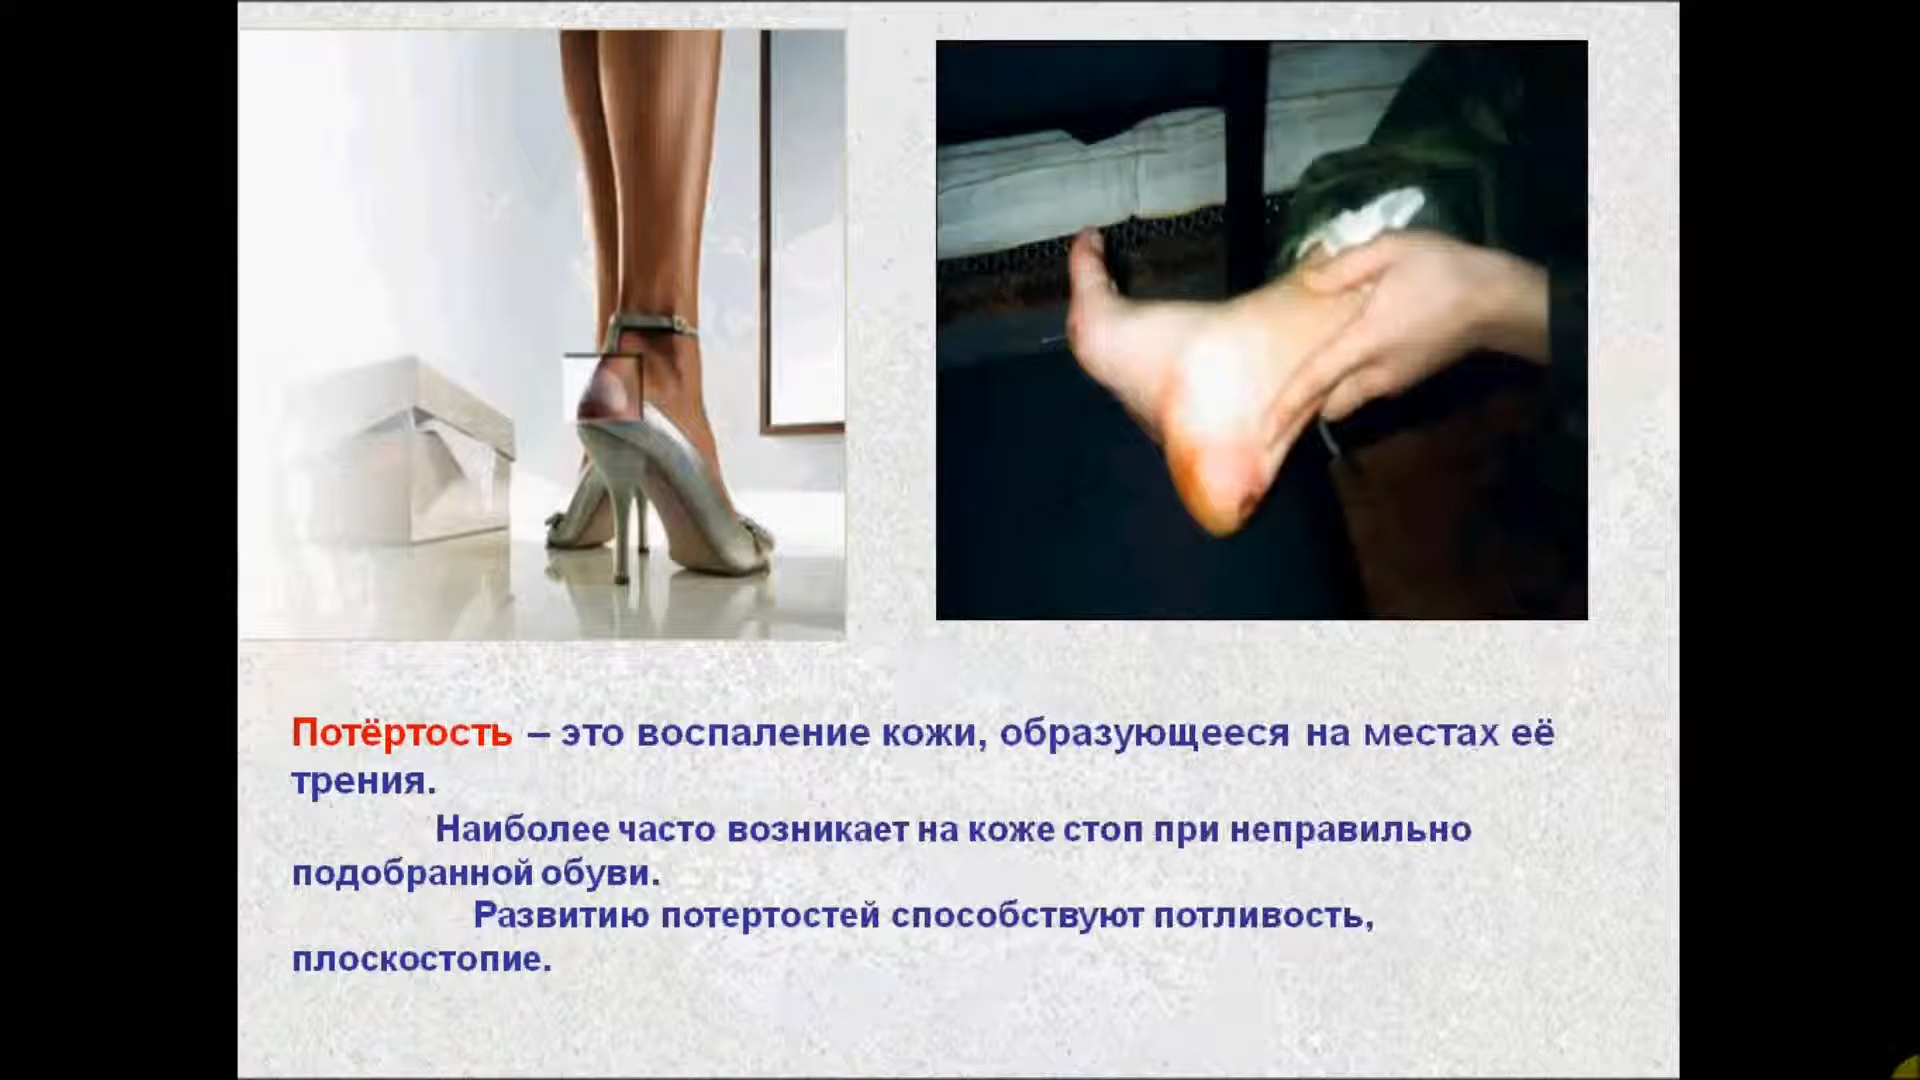 Потёртость – это воспаление кожи, образующееся на местах её
трения.
Наиболее часто возникает на коже стоп при неправильно
подобранной обуви.
Развитию потертостей способствуют потливость,
плоскостопие.